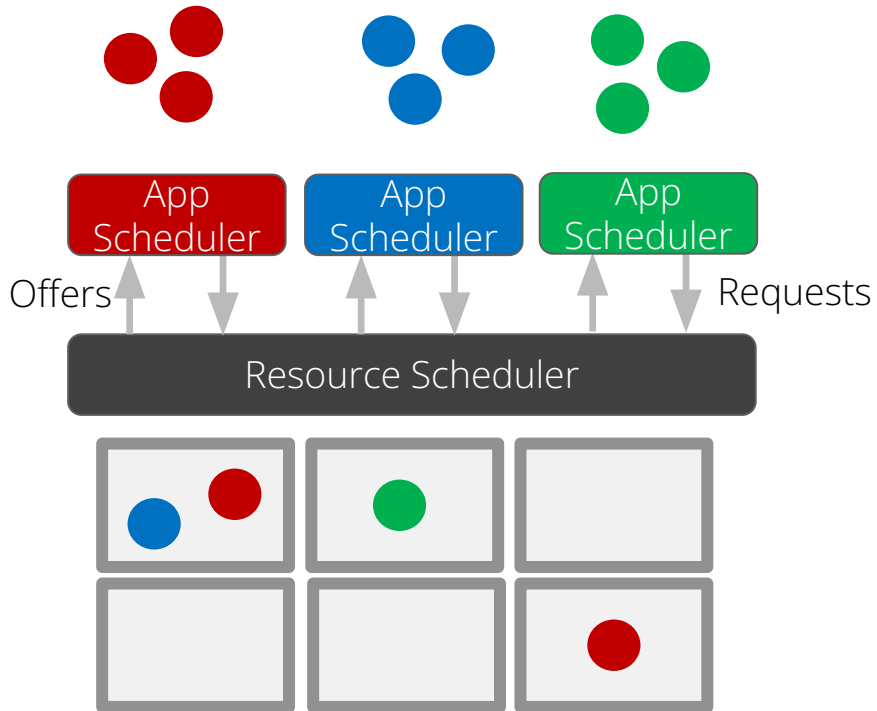 App
Scheduler
App
Scheduler
App
Scheduler
Offers
Requests
Resource Scheduler